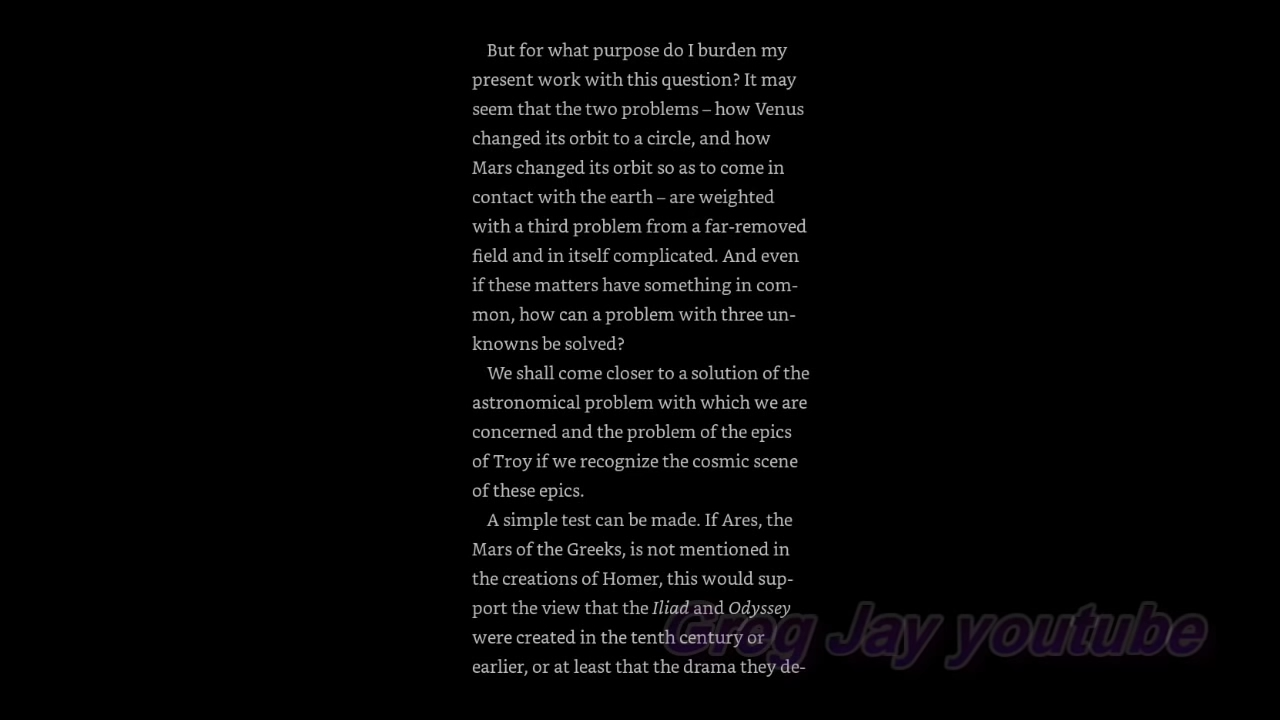 But for what purpose do I burden my
present work with this question? It may
seem that the two problems – how Venus
changed its orbit to a circle, and how
Mars changed its orbit so as to come in
contact with the earth – are weighted
with a third problem from a far-removed
field and in itself complicated. And even
if these matters have something in com-
mon, how can a problem with three un-
knowns be solved?
We shall come closer to a solution of the
astronomical problem with which we are
concerned and the problem of the epics
of Troy if we recognize the cosmic scene
of these epics.
A simple test can be made. If Ares, the
Mars of the Greeks, is not mentioned in
the creations of Homer, this would sup-
port the view that the Iliad and Odyssey
were created in the tenth century or
earlier, or at least that the drama they de-
Greg Jay youtube